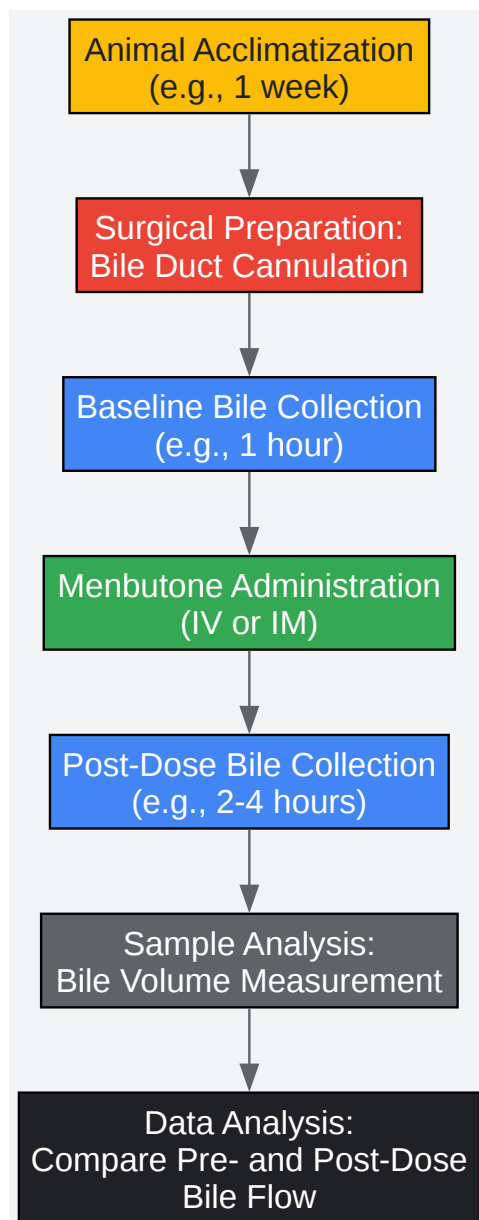 Animal Acclimatization
(e.g., 1 week)
Surgical Preparation:
Bile Duct Cannulation
Baseline Bile Collection
(e.g., 1 hour)
Menbutone Administration
(IV or IM)
Post-Dose Bile Collection
(e.g., 2-4 hours)
Sample Analysis:
Bile Volume Measurement
Data Analysis:
Compare Pre- and Post-Dose
Bile Flow